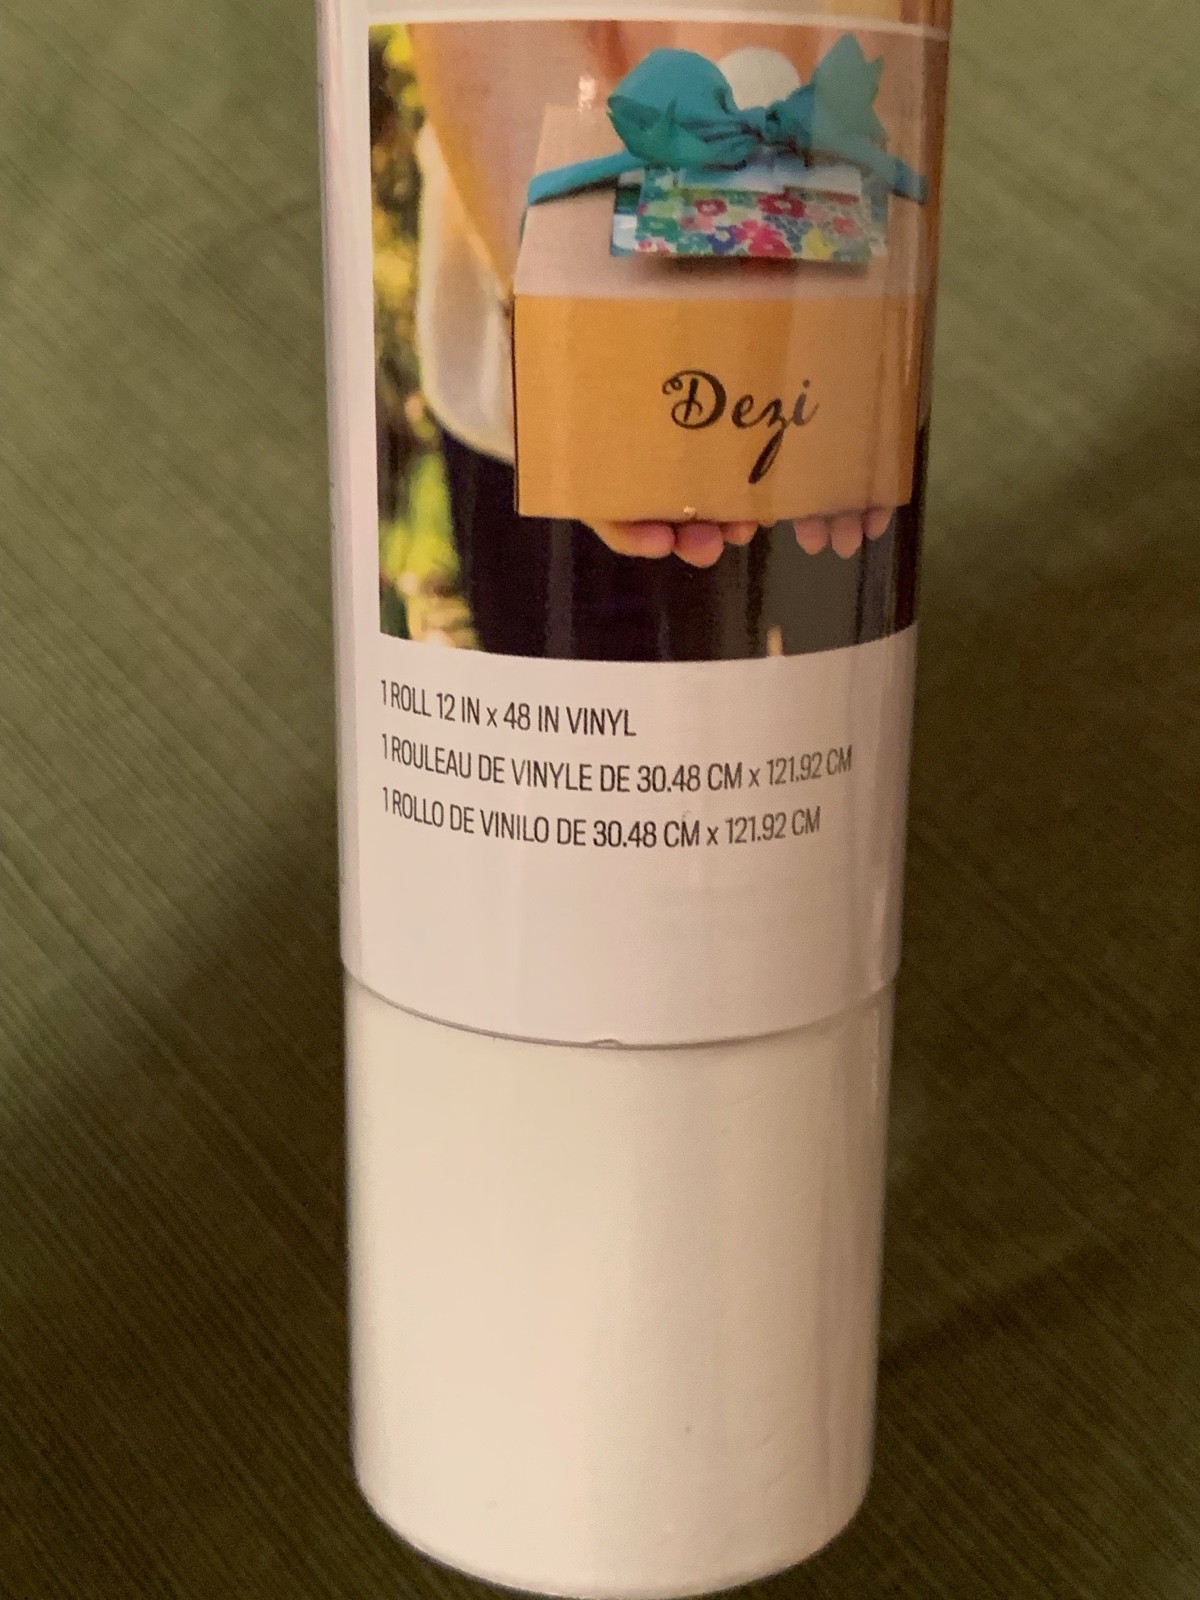 Dezi
1 ROLL 12 IN x 48 IN VINYL
1 ROULEAU DE VINYLE DE 30.48 CM x 121.92 CM
1 ROLLO DE VINILO DE 30.48 CM x 121.92 CM